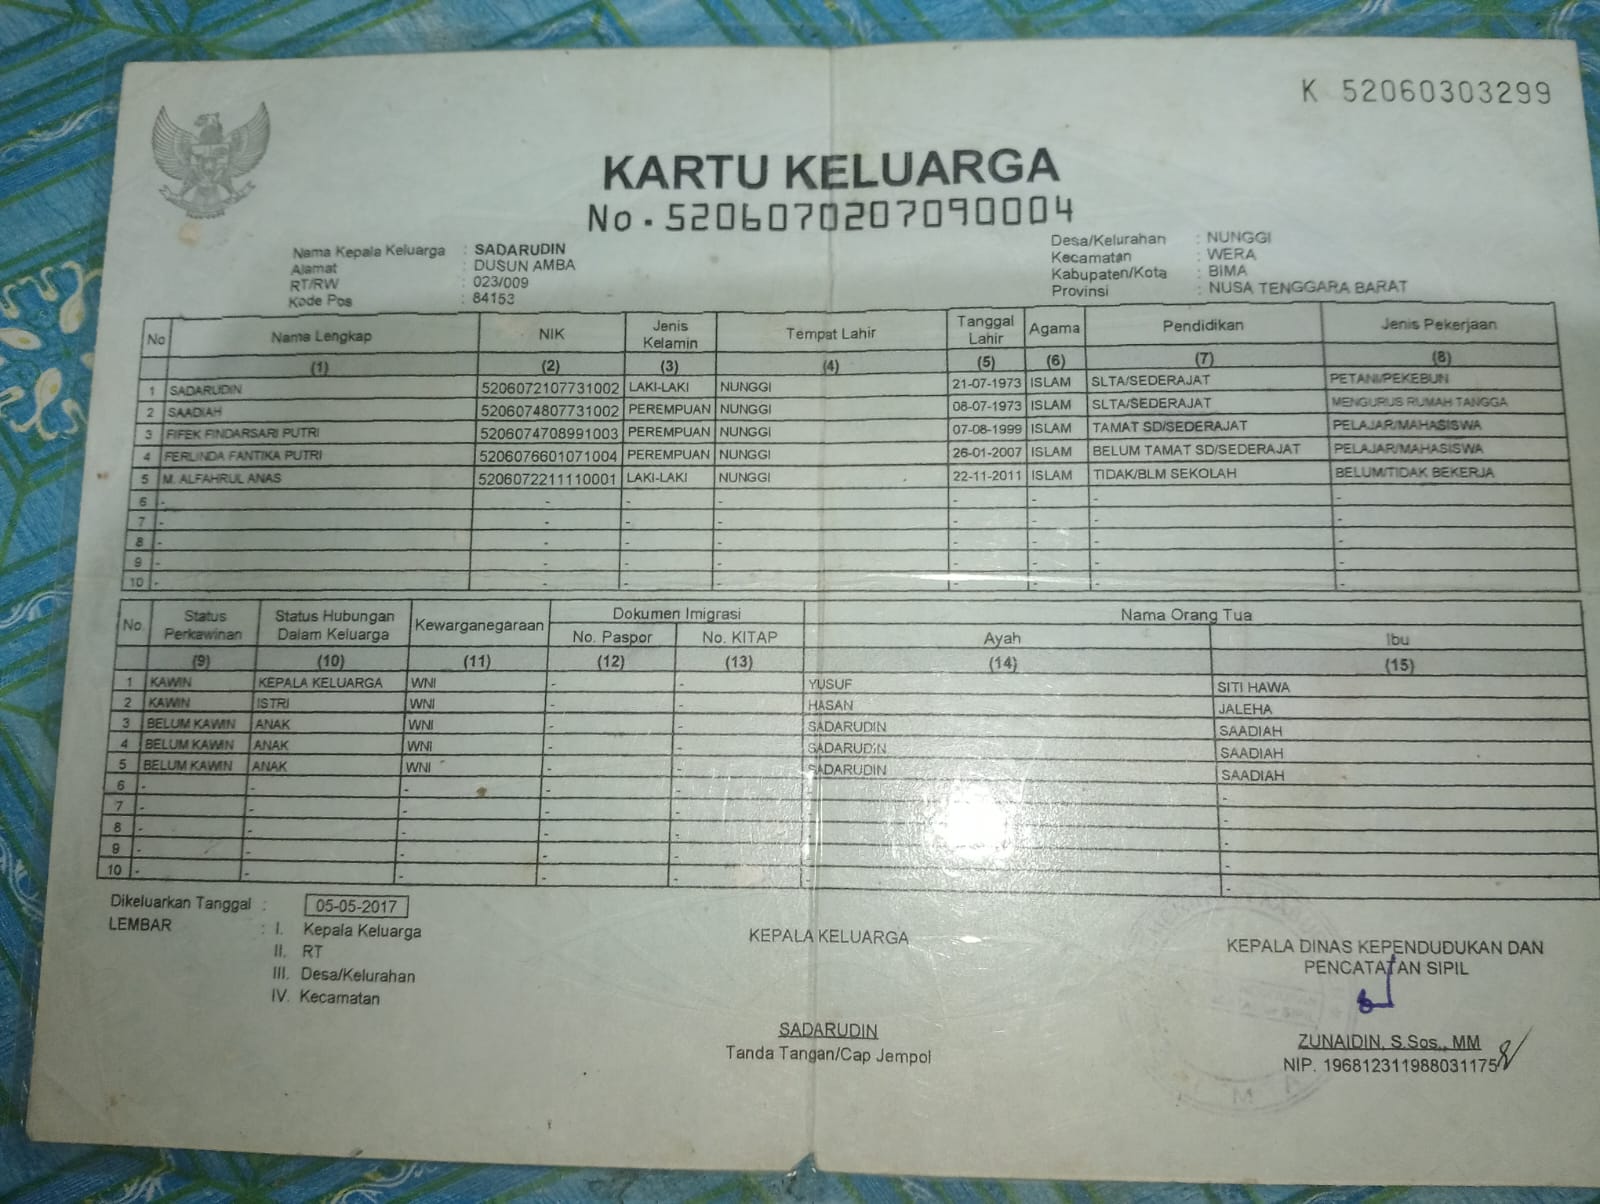 K 52060303299
KARTU KELUARGA
No. 5206070207090004
Nama Kepala Keluarga : SADARUDIN
Alamat : DUSUN AMBA
RT/RW : 023/009
Kode Pos : 84153
Desa/Kelurahan : NUNGGI
Kecamatan : WERA
Kabupaten/Kota : BIMA
Provinsi : NUSA TENGGARA BARAT
No Nama Lengkap NIK Jenis Kelamin Tempat Lahir Tanggal Lahir Agama Pendidikan Jenis Pekerjaan
(1) (2) (3) (4) (5) (6) (7) (8)
1 SADARUDIN 5206072107731002 LAKI-LAKI NUNGGI 21-07-1973 ISLAM SLTA/SEDERAJAT PETANI/PEKEBUN
2 SAADIAH 5206074807731002 PEREMPUAN NUNGGI 08-07-1973 ISLAM SLTA/SEDERAJAT MENGURUS RUMAH TANGGA
3 FIFEK FINDARSARI PUTRI 5206074708991003 PEREMPUAN NUNGGI 07-08-1999 ISLAM TAMAT SD/SEDERAJAT PELAJAR/MAHASISWA
4 FERLINDA FANTIKA PUTRI 5206076601071004 PEREMPUAN NUNGGI 26-01-2007 ISLAM BELUM TAMAT SD/SEDERAJAT PELAJAR/MAHASISWA
5 M. ALFAHRUL ANAS 5206072211110001 LAKI-LAKI NUNGGI 22-11-2011 ISLAM TIDAK/BLM SEKOLAH BELUM/TIDAK BEKERJA
6 - - - - - - - -
7 - - - - - - - -
8 - - - - - - - -
9 - - - - - - - -
10 - - - - - - - -
No. Status Perkawinan Status Hubungan Dalam Keluarga Kewarganegaraan Dokumen Imigrasi Nama Orang Tua
No. Paspor No. KITAP Ayah Ibu
(9) (10) (11) (12) (13) (14) (15)
1 KAWIN KEPALA KELUARGA WNI - - YUSUF SITI HAWA
2 KAWIN ISTRI WNI - - HASAN JALEHA
3 BELUM KAWIN ANAK WNI - - SADARUDIN SAADIAH
4 BELUM KAWIN ANAK WNI - - SADARUDIN SAADIAH
5 BELUM KAWIN ANAK WNI - - SADARUDIN SAADIAH
6 - - - - - - -
7 - - - - - - -
8 - - - - - - -
9 - - - - - - -
10 - - - - - - -
Dikeluarkan Tanggal : 05-05-2017
LEMBAR : I. Kepala Keluarga
II. RT
III. Desa/Kelurahan
IV. Kecamatan
KEPALA KELUARGA
SADARUDIN
Tanda Tangan/Cap Jempol
KEPALA DINAS KEPENDUDUKAN DAN
PENCATATAN SIPIL
ZUNAIDIN, S.Sos., MM
NIP. 196812311988031175